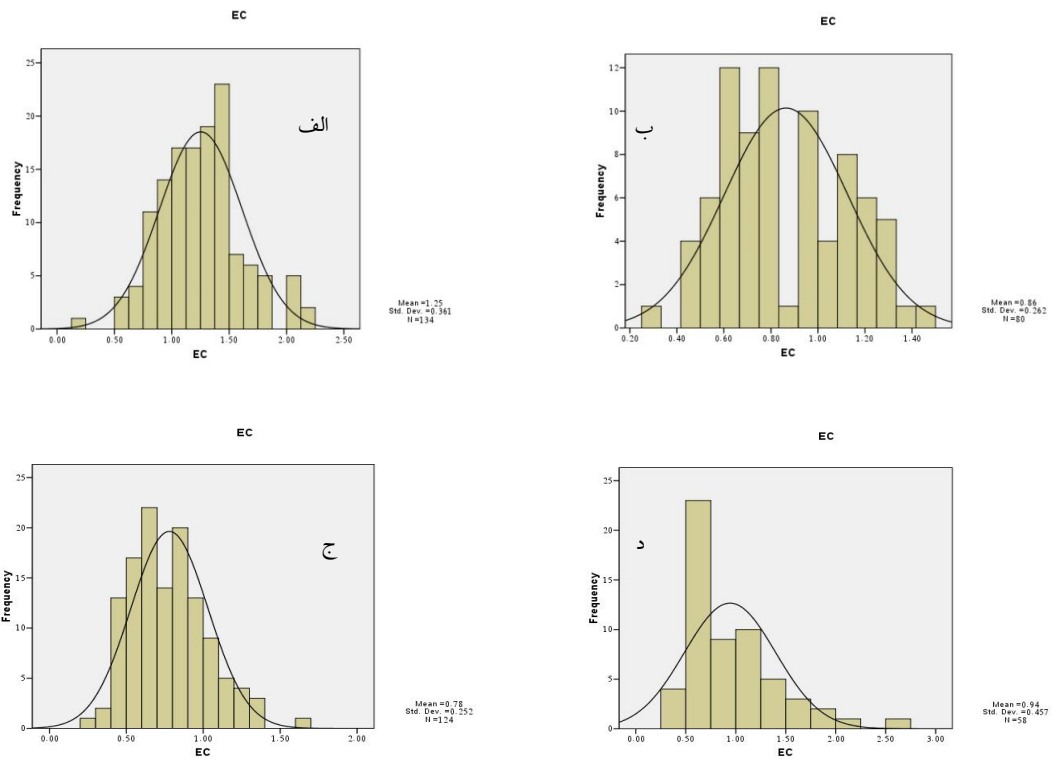 EC
25
20
15
10
5
0
Frequency
الف
0.00 0.50 1.00 1.50 2.00 2.50
EC
Mean =1.25
Std. Dev. =0.361
N =134
EC
12
10
8
6
4
2
0
Frequency
ب
0.20 0.40 0.60 0.80 1.00 1.20 1.40
EC
Mean =0.86
Std. Dev. =0.262
N =80
EC
25
20
15
10
5
0
Frequency
ج
0.00 0.50 1.00 1.50 2.00
EC
Mean =0.78
Std. Dev. =0.252
N =124
EC
25
20
15
10
5
0
Frequency
د
0.00 0.50 1.00 1.50 2.00 2.50 3.00
EC
Mean =0.94
Std. Dev. =0.457
N =58